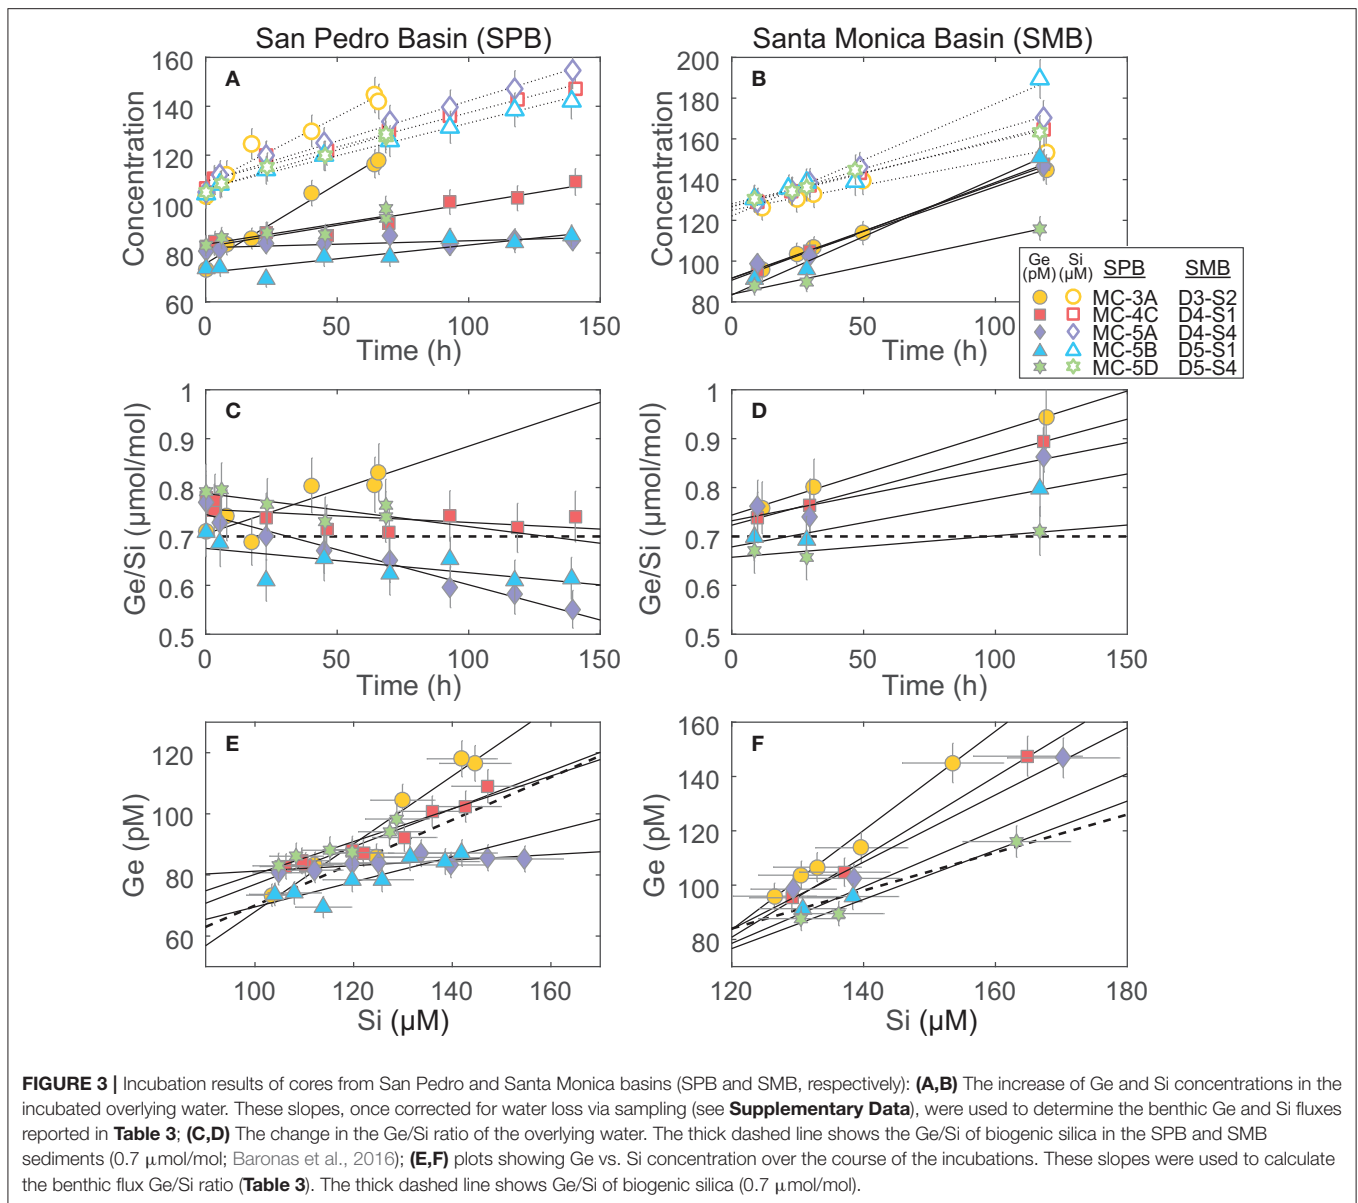 San Pedro Basin (SPB)
Santa Monica Basin (SMB)
A
Concentration
160
140
120
100
80
60
0
50
100
150
Time (h)
B
Concentration
200
180
160
140
120
100
80
0
50
100
Time (h)
Ge (pM) Si (μM) SPB SMB
MC-3A D3-S2
MC-4C D4-S1
MC-5A D4-S4
MC-5B D5-S1
MC-5D D5-S4
C
Ge/Si (μmol/mol)
1
0.9
0.8
0.7
0.6
0.5
0
50
100
150
Time (h)
D
Ge/Si (μmol/mol)
1
0.9
0.8
0.7
0.6
0.5
0
50
100
150
Time (h)
E
Ge (pM)
120
100
80
60
100
120
140
160
Si (μM)
F
Ge (pM)
160
140
120
100
80
120
140
160
180
Si (μM)
FIGURE 3 | Incubation results of cores from San Pedro and Santa Monica basins (SPB and SMB, respectively): (A,B) The increase of Ge and Si concentrations in the
incubated overlying water. These slopes, once corrected for water loss via sampling (see Supplementary Data), were used to determine the benthic Ge and Si fluxes
reported in Table 3; (C,D) The change in the Ge/Si ratio of the overlying water. The thick dashed line shows the Ge/Si of biogenic silica in the SPB and SMB
sediments (0.7 μmol/mol; Baronas et al., 2016); (E,F) plots showing Ge vs. Si concentration over the course of the incubations. These slopes were used to calculate
the benthic flux Ge/Si ratio (Table 3). The thick dashed line shows Ge/Si of biogenic silica (0.7 μmol/mol).